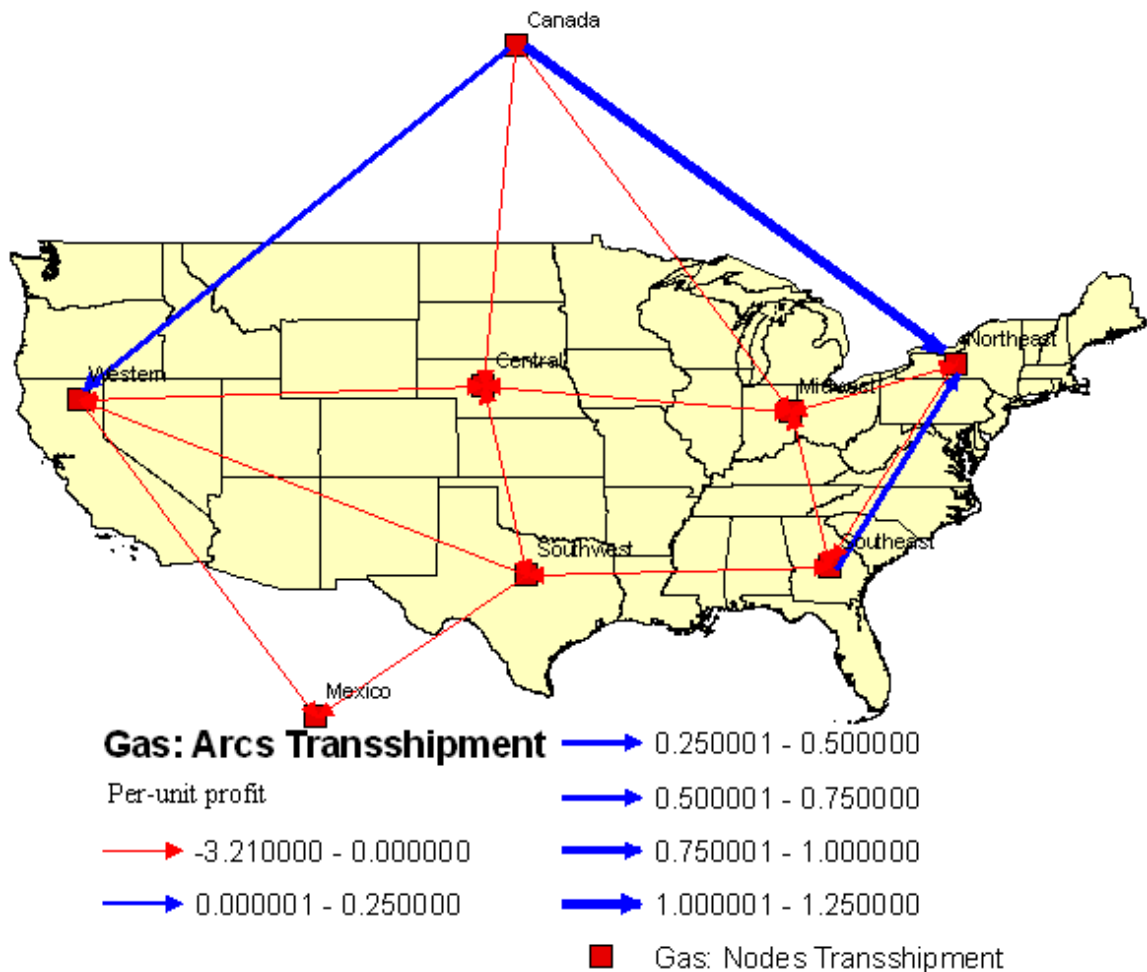 Canada
Northeast
Western
Central
Midwest
Southwest
Southeast
Mexico
Gas: Arcs Transshipment
Per-unit profit
-3.210000 - 0.000000
0.000001 - 0.250000
0.250001 - 0.500000
0.500001 - 0.750000
0.750001 - 1.000000
1.000001 - 1.250000
Gas: Nodes Transshipment